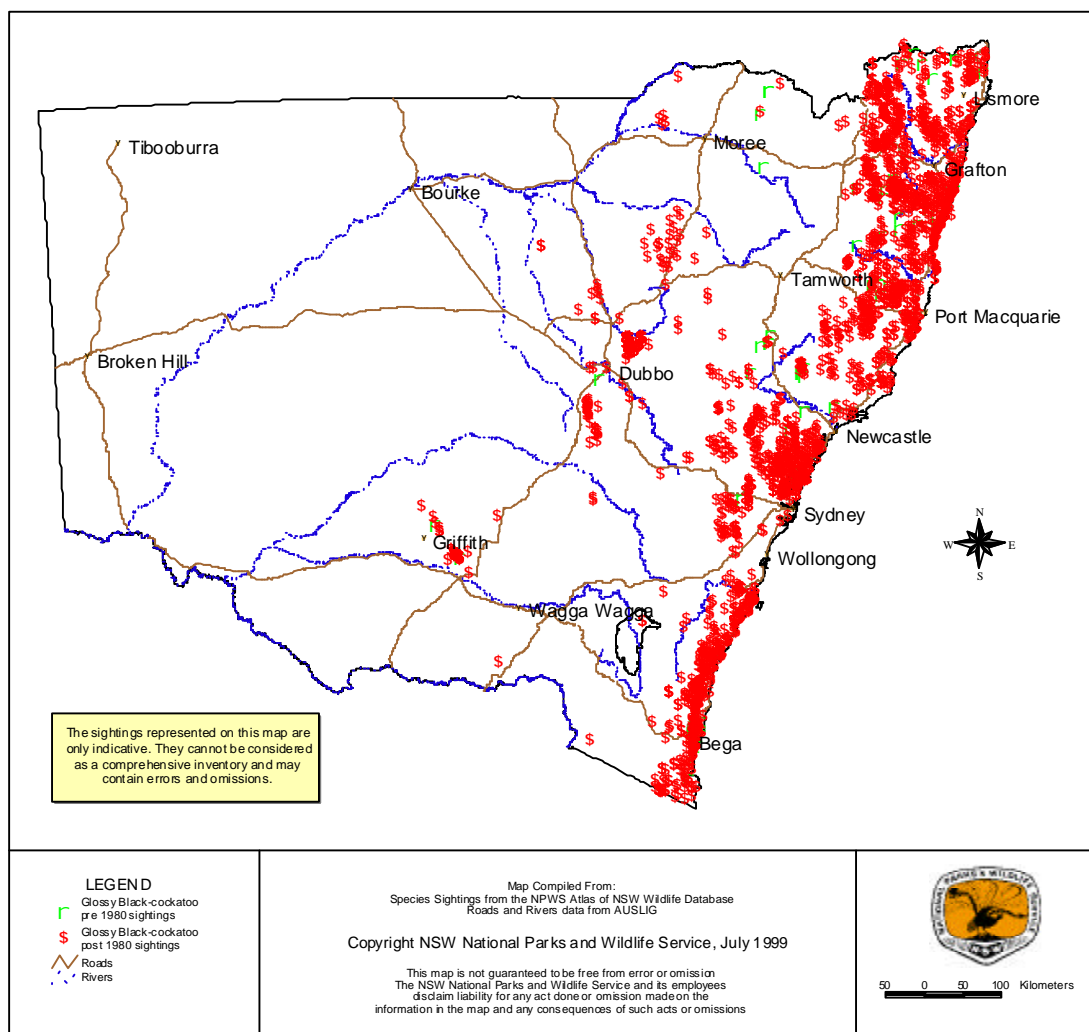 Lismore
Tibooburra
Moree
Grafton
Bourke
Tamworth
Port Macquarie
Broken Hill
Dubbo
Newcastle
Sydney
N
W
E
S
Griffith
Wollongong
Wagga Wagga
Bega
The sightings represented on this map are
only indicative. They cannot be considered
as a comprehensive inventory and may
contain errors and omissions.
LEGEND
r Glossy Black-cockatoo
pre 1980 sightings
$ Glossy Black-cockatoo
post 1980 sightings
Roads
Rivers
Map Compiled From:
Species Sightings from the NPWS Atlas of NSW Wildlife Database
Roads and Rivers data from AUSLIG
Copyright NSW National Parks and Wildlife Service, July 1999
This map is not guaranteed to be free from error or omission
The NSW National Parks and Wildlife Service and its employees
disclaim liability for any act done or omission made on the
information in the map and any consequences of such acts or omissions
NATIONAL PARKS & WILDLIFE SERVICE
50 0 50 100 Kilometers